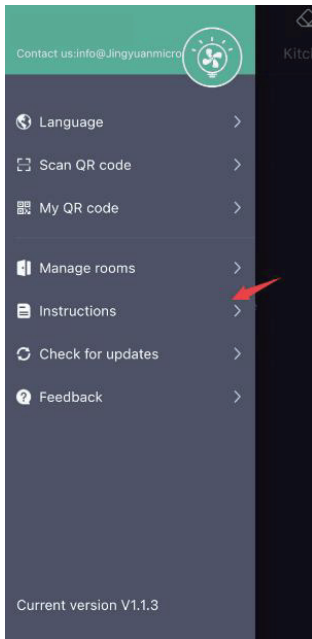 Contact us:info@Jingyuanmicro
Language
Scan QR code
My QR code
Manage rooms
Instructions
Check for updates
Feedback
Current version V1.1.3